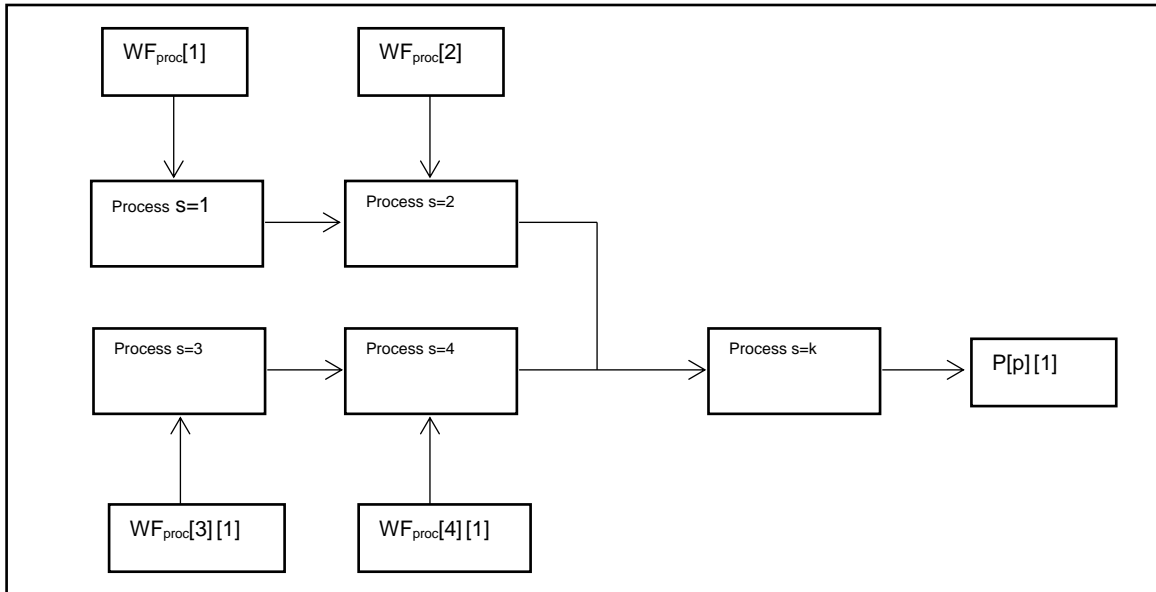 WFproc[1]
WFproc[2]
Process s=1
Process s=2
Process s=3
Process s=4
Process s=k
P[p][1]
WFproc[3][1]
WFproc[4][1]